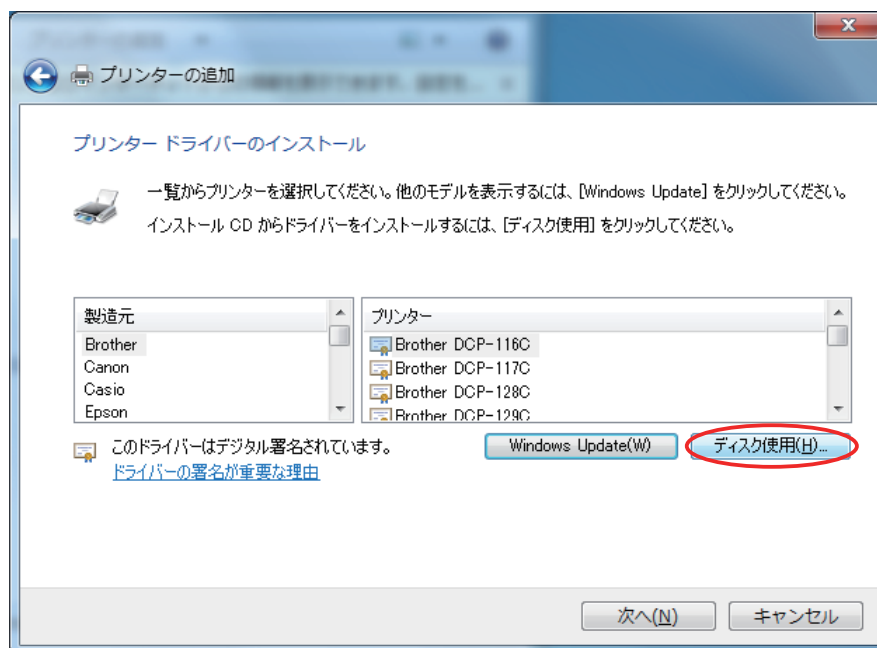 プリンターの追加
プリンター ドライバーのインストール
一覧からプリンターを選択してください。他のモデルを表示するには、[Windows Update] をクリックしてください。
インストール CD からドライバーをインストールするには、[ディスク使用] をクリックしてください。
製造元
Brother
Canon
Casio
Epson
プリンター
Brother DCP-116C
Brother DCP-117C
Brother DCP-128C
Brother DCP-129C
このドライバーはデジタル署名されています。
ドライバーの署名が重要な理由
Windows Update(W)
ディスク使用(H)...
次へ(N)
キャンセル